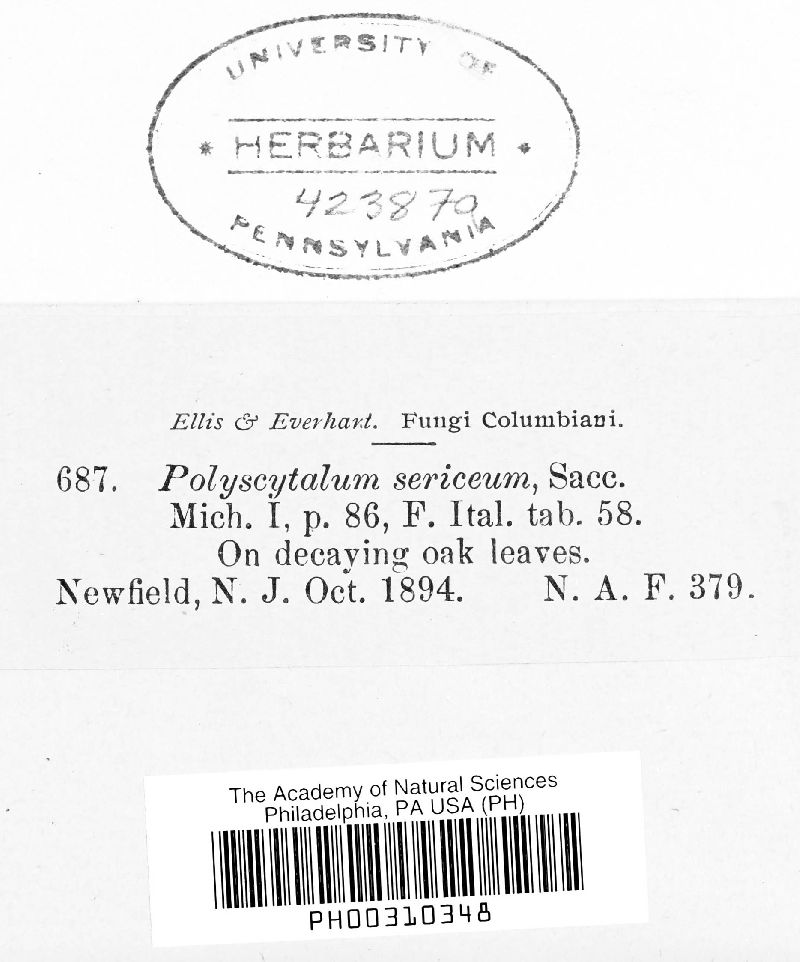 UNIVERSITY OF
* HERBARIUM *
423870
PENNSYLVANIA
Ellis & Everhart. Fungi Columbiani.
687. Polyscytalum sericeum, Sacc.
Mich. I, p. 86, F. Ital. tab. 58.
On decaying oak leaves.
Newfield, N. J. Oct. 1894. N. A. F. 379.
The Academy of Natural Sciences
Philadelphia, PA USA (PH)
PH00310348